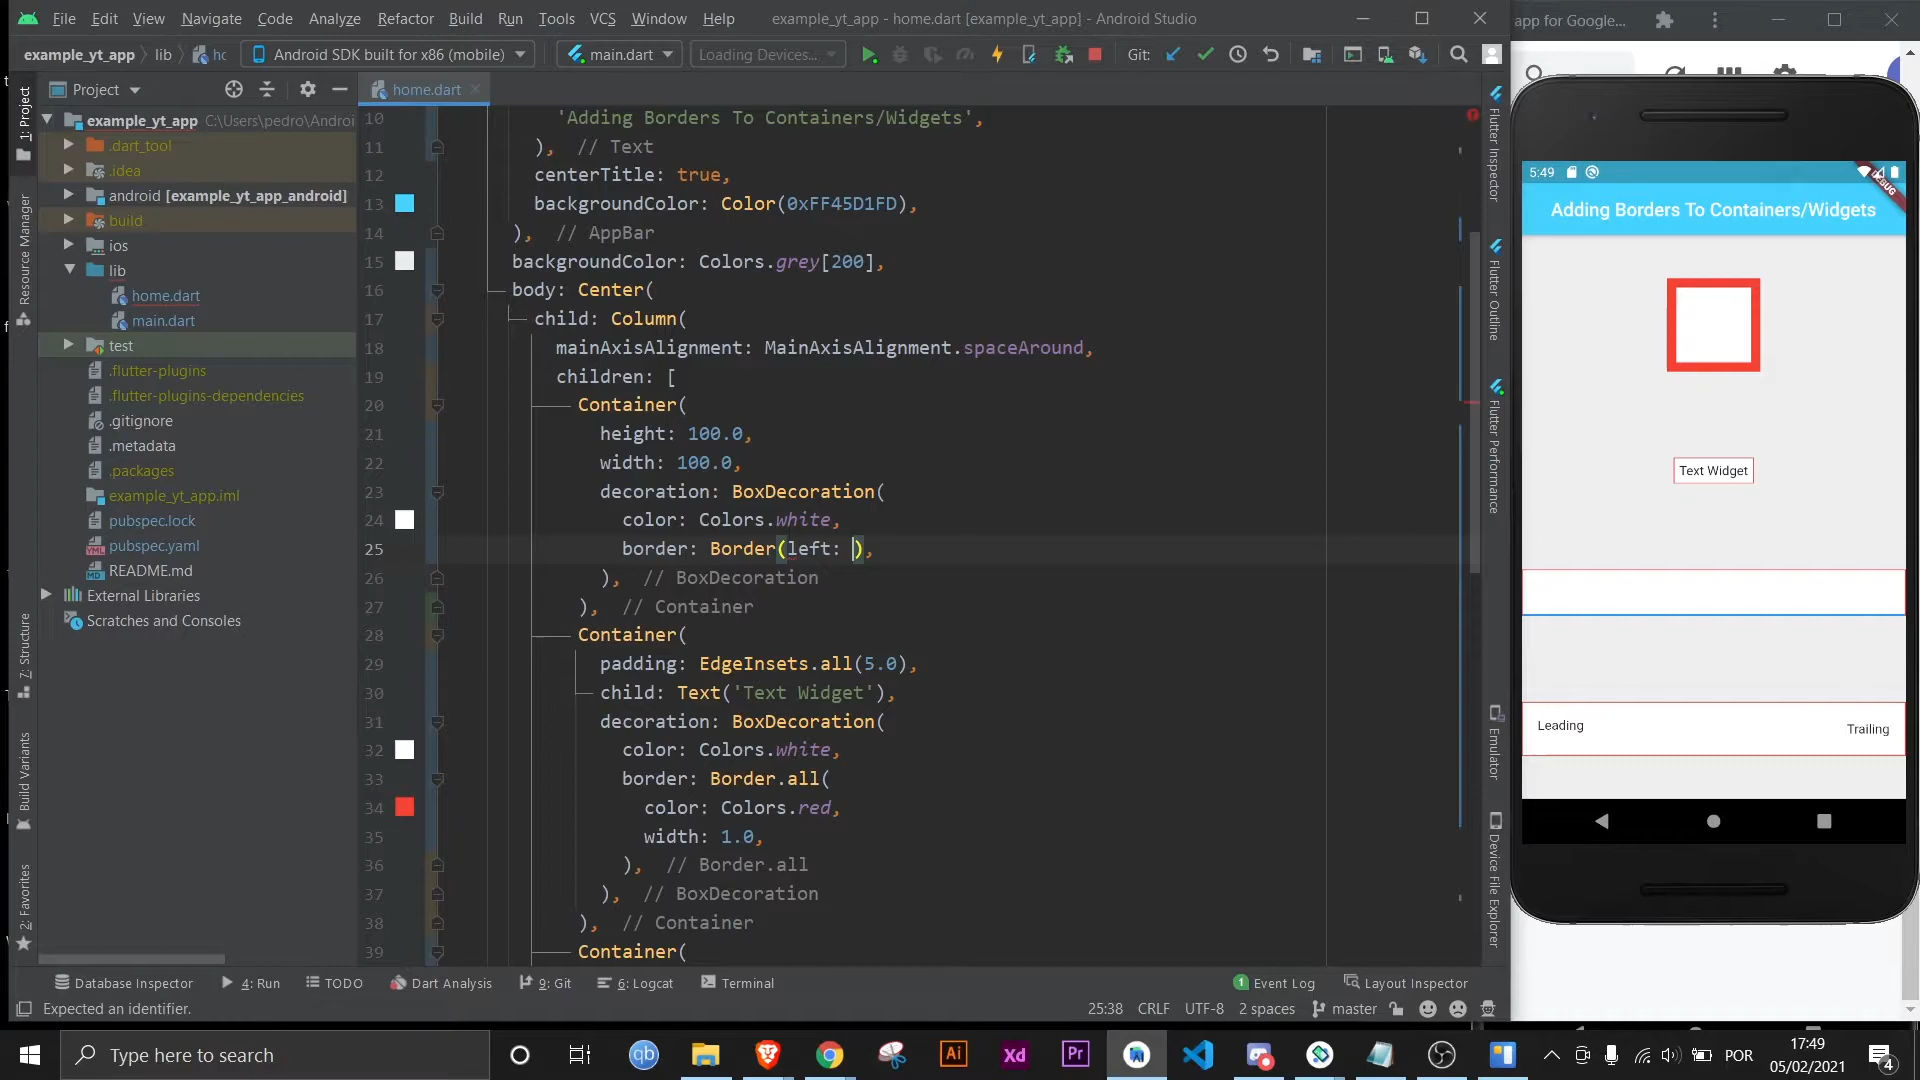 File Edit View Navigate Code Analyze Refactor Build Run Tools VCS Window Help example_yt_app - home.dart [example_yt_app] - Android Studio
app for Google...
example_yt_app lib hc Android SDK built for x86 (mobile) main.dart Loading Devices... Git:
Project
home.dart
1: Project
Resource Manager
7: Structure
Build Variants
2: Favorites
example_yt_app C:\Users\pedro\Androi
.dart_tool
.idea
android [example_yt_app_android]
build
ios
lib
home.dart
main.dart
test
.flutter-plugins
.flutter-plugins-dependencies
.gitignore
.metadata
.packages
example_yt_app.iml
pubspec.lock
pubspec.yaml
README.md
External Libraries
Scratches and Consoles
10 'Adding Borders To Containers/Widgets',
11 ), // Text
12 centerTitle: true,
13 backgroundColor: Color(0xFF45D1FD),
14 ), // AppBar
15 backgroundColor: Colors.grey[200],
16 body: Center(
17 child: Column(
18 mainAxisAlignment: MainAxisAlignment.spaceAround,
19 children: [
20 Container(
21 height: 100.0,
22 width: 100.0,
23 decoration: BoxDecoration(
24 color: Colors.white,
25 border: Border(left: ),
26 ), // BoxDecoration
27 ), // Container
28 Container(
29 padding: EdgeInsets.all(5.0),
30 child: Text('Text Widget'),
31 decoration: BoxDecoration(
32 color: Colors.white,
33 border: Border.all(
34 color: Colors.red,
35 width: 1.0,
36 ), // Border.all
37 ), // BoxDecoration
38 ), // Container
39 Container(
Flutter Inspector
Flutter Outline
Flutter Performance
Emulator
Device File Explorer
5:49
DEBUG
Adding Borders To Containers/Widgets
Text Widget
Leading
Trailing
Database Inspector 4: Run TODO Dart Analysis 9: Git 6: Logcat Terminal 1 Event Log Layout Inspector
Expected an identifier. 25:38 CRLF UTF-8 2 spaces master
Type here to search
qb Ai Xd Pr
POR
17:49
05/02/2021
4